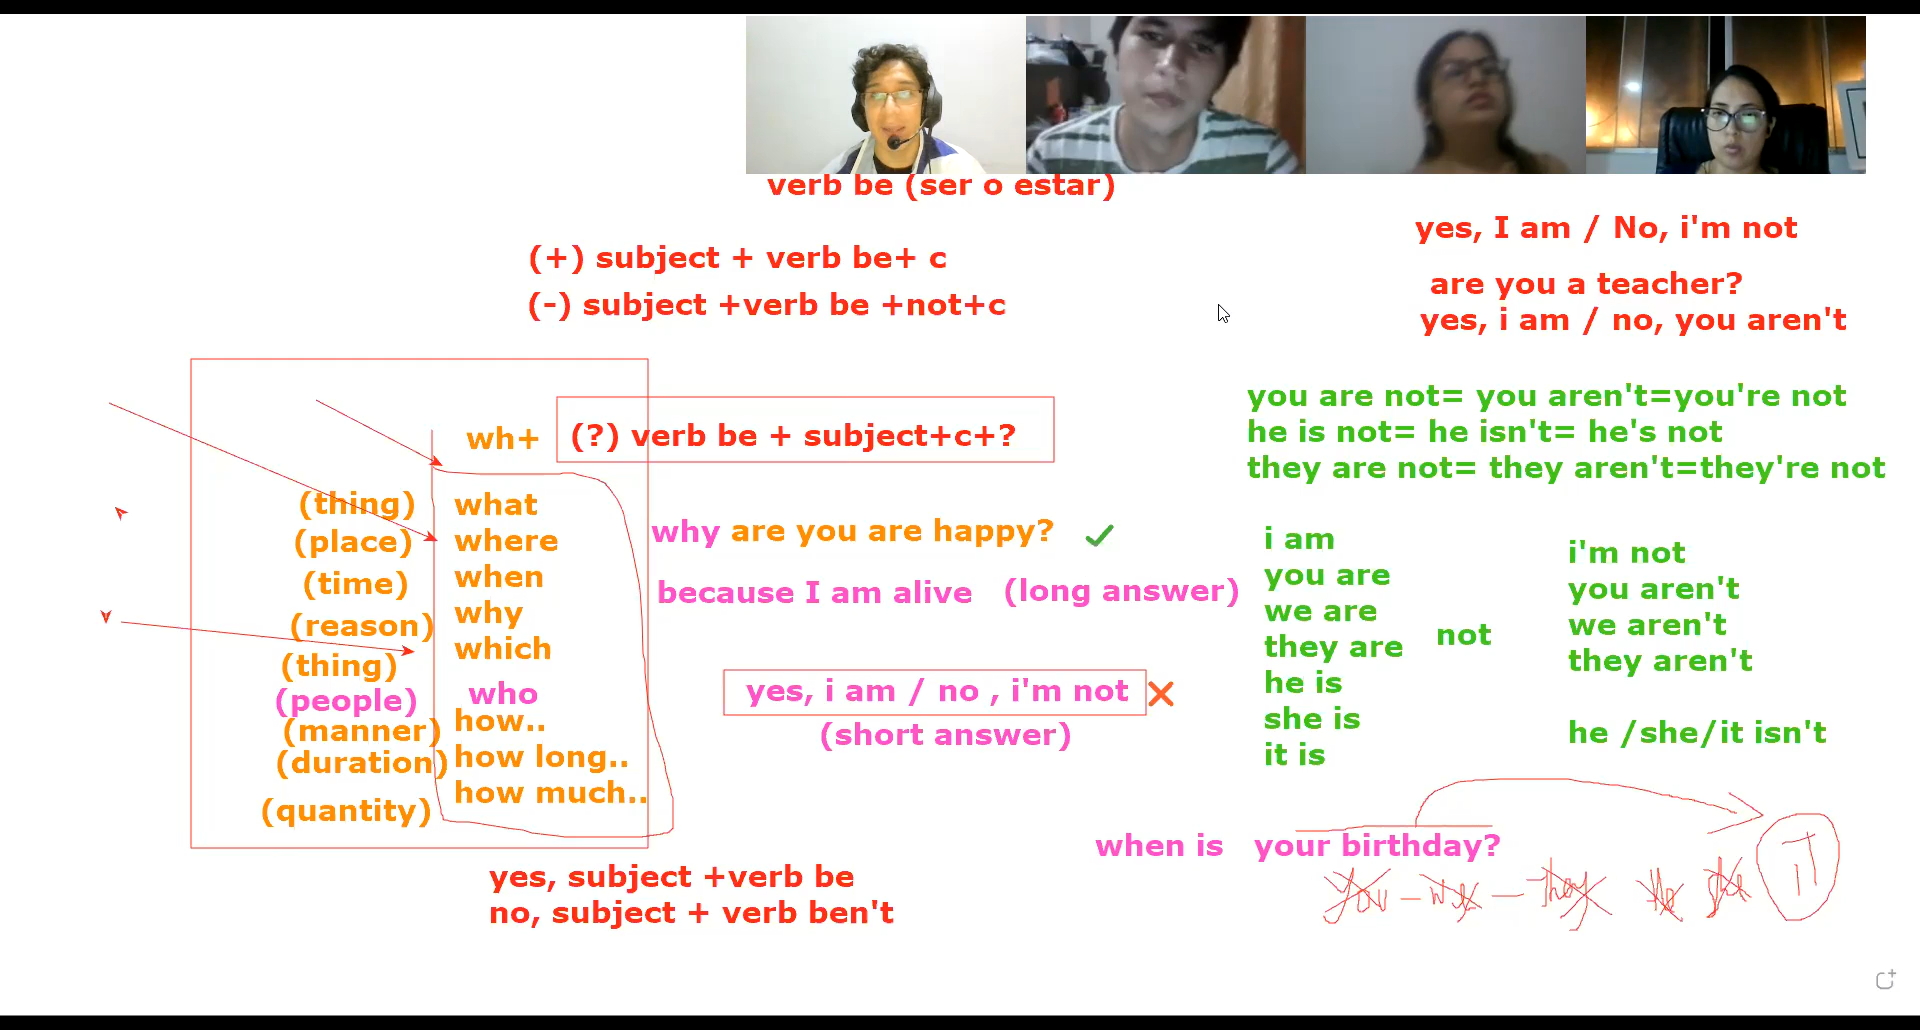 verb be (ser o estar)
(+) subject + verb be+ c
(-) subject +verb be +not+c
yes, I am / No, i'm not
are you a teacher?
yes, i am / no, you aren't
wh+
(?) verb be + subject+c+?
(thing) what
(place) where
(time) when
(reason) why
(thing) which
(people) who
(manner) how..
(duration) how long..
(quantity) how much..
why are you are happy?
because I am alive (long answer)
yes, i am / no , i'm not
(short answer)
you are not= you aren't=you're not
he is not= he isn't= he's not
they are not= they aren't=they're not
i am
you are
we are
they are
he is
she is
it is
not
i'm not
you aren't
we aren't
they aren't
he /she/it isn't
when is your birthday?
You - we - They He She IT
yes, subject +verb be
no, subject + verb ben't